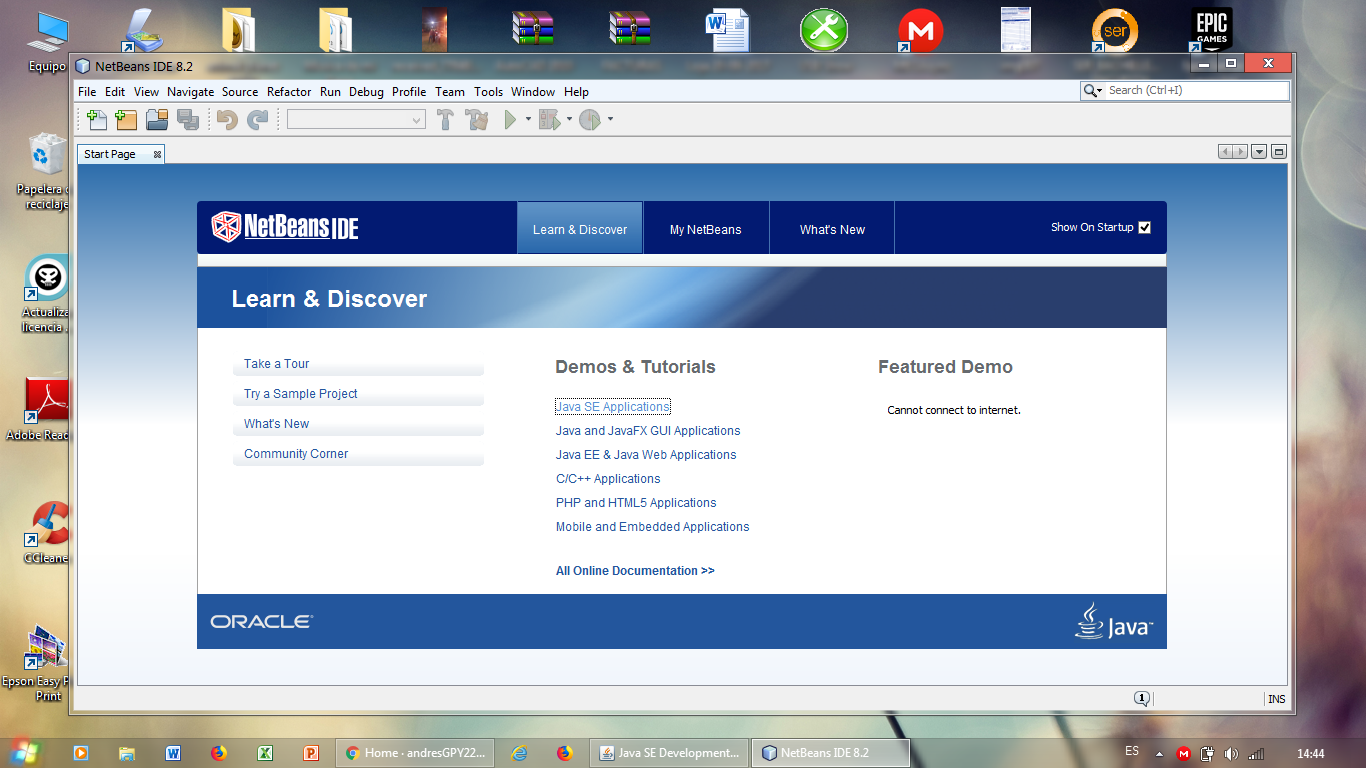 EPIC
GAMES
ser
Equipo
NetBeans IDE 8.2
File Edit View Navigate Source Refactor Run Debug Profile Team Tools Window Help
Search (Ctrl+I)
Start Page
Papelera
reciclaje
NetBeans IDE
Learn & Discover
My NetBeans
What's New
Show On Startup
Learn & Discover
Actualiza
licencia
Take a Tour
Try a Sample Project
What's New
Community Corner
Demos & Tutorials
Java SE Applications
Java and JavaFX GUI Applications
Java EE & Java Web Applications
C/C++ Applications
PHP and HTML5 Applications
Mobile and Embedded Applications
All Online Documentation >>
Featured Demo
Cannot connect to internet.
Adobe Read
CCleane
ORACLE
Java
Epson Easy P
Print
1
INS
Home · andresGPY22...
Java SE Development...
NetBeans IDE 8.2
ES
14:44